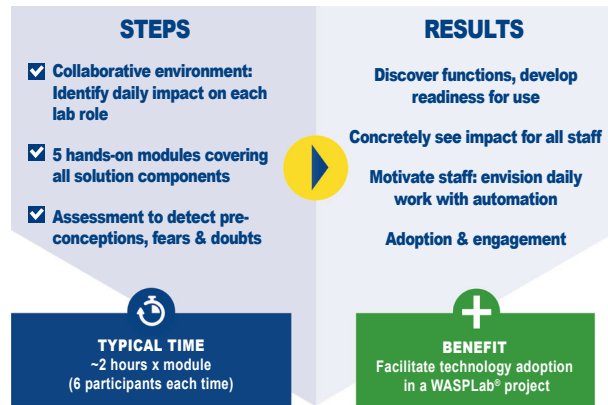 STEPS
Collaborative environment:
Identify daily impact on each
lab role
5 hands-on modules covering
all solution components
Assessment to detect pre-
conceptions, fears & doubts
TYPICAL TIME
~2 hours x module
(6 participants each time)
RESULTS
Discover functions, develop
readiness for use
Concretely see impact for all staff
Motivate staff: envision daily
work with automation
Adoption & engagement
BENEFIT
Facilitate technology adoption
in a WASPLab® project